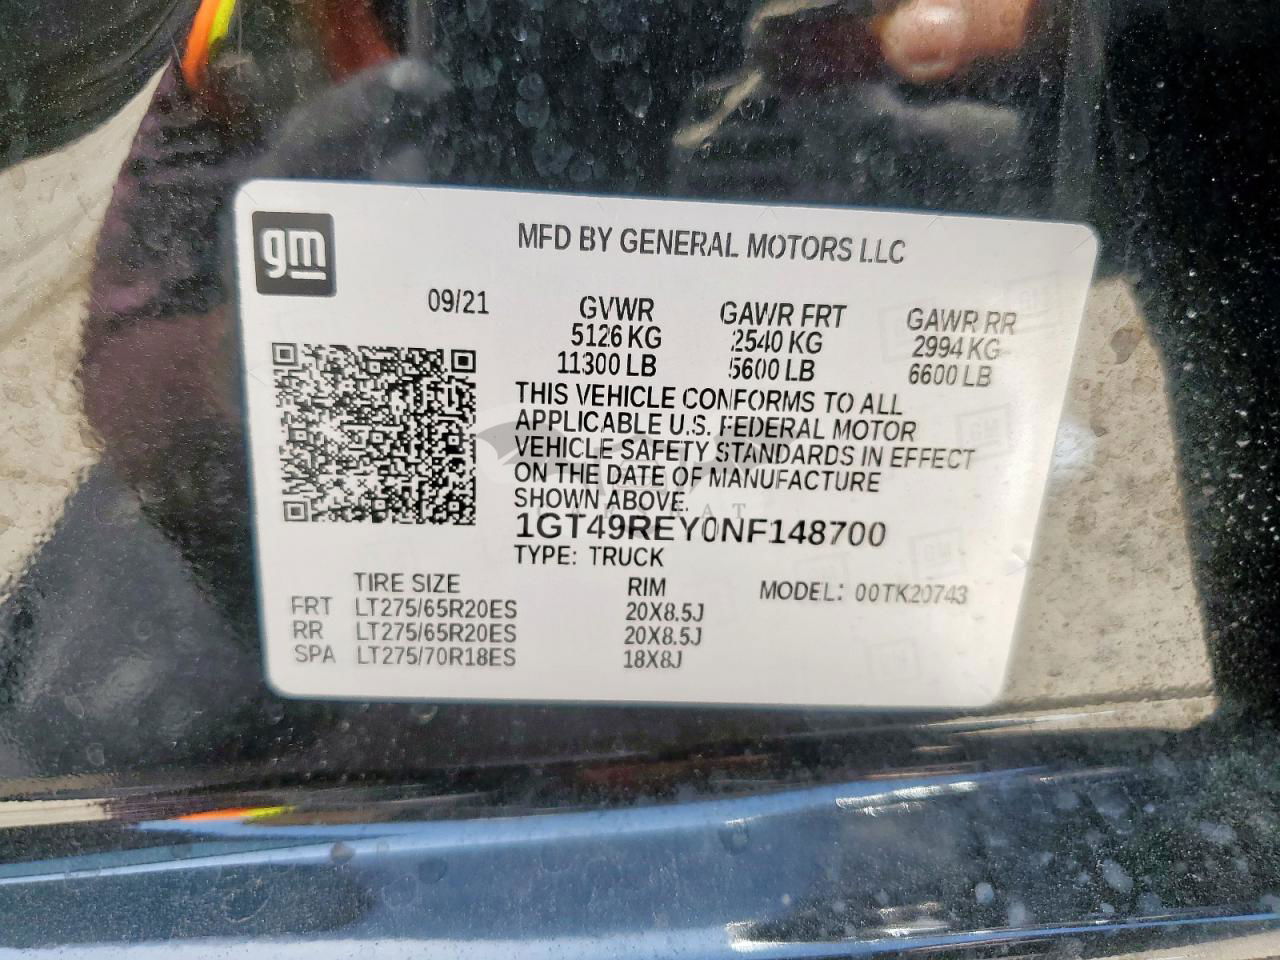 gm
MFD BY GENERAL MOTORS LLC
09/21
GVWR GAWR FRT GAWR RR
5126 KG 2540 KG 2994 KG
11300 LB 5600 LB 6600 LB
THIS VEHICLE CONFORMS TO ALL
APPLICABLE U.S. FEDERAL MOTOR
VEHICLE SAFETY STANDARDS IN EFFECT
ON THE DATE OF MANUFACTURE
SHOWN ABOVE.
1GT49REY0NF148700
TYPE: TRUCK
TIRE SIZE RIM MODEL: 00TK20743
FRT LT275/65R20ES 20X8.5J
RR LT275/65R20ES 20X8.5J
SPA LT275/70R18ES 18X8J